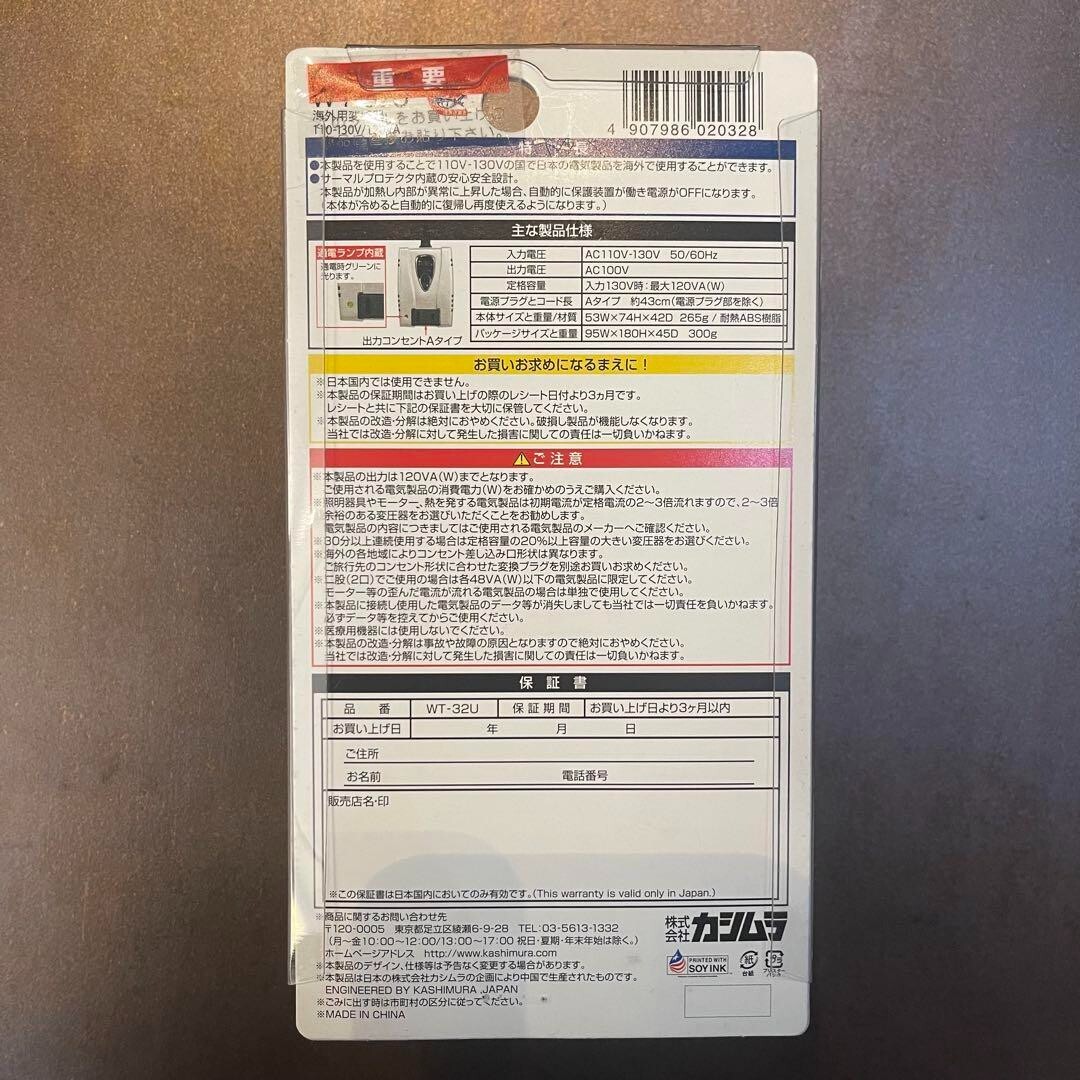 重要
4 907986 020328
海外用変
をお買い上げ
110-130V/
お貼り下さい。
特長
●本製品を使用することで110V-130Vの国で日本の電気製品を海外で使用することができます。
●サーマルプロテクタ内蔵の安心安全設計。
本製品が加熱し内部が異常に上昇した場合、自動的に保護装置が働き電源がOFFになります。
(本体が冷めると自動的に復帰し再度使えるようになります。)
主な製品仕様
通電ランプ内蔵
通電時グリーンに
光ります。
出力コンセントAタイプ
入力電圧 AC110V-130V 50/60Hz
出力電圧 AC100V
定格容量 入力130V時:最大120VA(W)
電源プラグとコード長 Aタイプ 約43cm(電源プラグ部を除く)
本体サイズと重量/材質 53W×74H×42D 265g / 耐熱ABS樹脂
パッケージサイズと重量 95W×180H×45D 300g
お買いお求めになるまえに!
※日本国内では使用できません。
※本製品の保証期間はお買い上げの際のレシート日付より3ヵ月です。
レシートと共に下記の保証書を大切に保管してください。
※本製品の改造・分解は絶対におやめください。破損し製品が機能しなくなります。
当社では改造・分解に対して発生した損害に関しての責任は一切負いかねます。
⚠ご注意
※本製品の出力は120VA(W)までとなります。
ご使用される電気製品の消費電力(W)をお確かめのうえご購入ください。
※照明器具やモーター、熱を発する電気製品は初期電流が定格電流の2〜3倍流れますので、2〜3倍
余裕のある変圧器をお選びいただくことをお勧めします。
電気製品の内容につきましてはご使用される電気製品のメーカーへご確認ください。
※30分以上連続使用する場合は定格容量の20%以上容量の大きい変圧器をお選びください。
※海外の各地域によりコンセント差し込み口形状は異なります。
ご旅行先のコンセント形状に合わせた変換プラグを別途お買いお求めください。
※二股(2口)でご使用の場合は各48VA(W)以下の電気製品に限定してください。
モーター等の歪んだ電流が流れる電気製品の場合は単独で使用してください。
※本製品に接続し使用した電気製品のデータ等が消失しましても当社では一切責任を負いかねます。
必ずデータ等を控えてからご使用ください。
※医療用機器には使用しないでください。
※本製品の改造・分解は事故や故障の原因となりますので絶対におやめください。
当社では改造・分解に対して発生した損害に関しての責任は一切負いかねます。
保証書
品番 WT-32U 保証期間 お買い上げ日より3ヶ月以内
お買い上げ日 年 月 日
ご住所
お名前 電話番号
販売店名・印
※この保証書は日本国内においてのみ有効です。(This warranty is valid only in Japan.)
※商品に関するお問い合わせ先
〒120-0005 東京都足立区綾瀬6-9-28 TEL:03-5613-1332
(月〜金10:00〜12:00/13:00〜17:00 祝日・夏期・年末年始は除く。)
ホームページアドレス http://www.kashimura.com
※本製品のデザイン、仕様等は予告なく変更する場合があります。
※本製品は日本の株式会社カシムラの企画により中国で生産されたものです。
ENGINEERED BY KASHIMURA ,JAPAN
※ごみに出す時は市町村の区分に従ってください。
※MADE IN CHINA
株式会社 カシムラ
PRINTED WITH
SOY INK
紙
台紙
プラ
ブリスター
パック